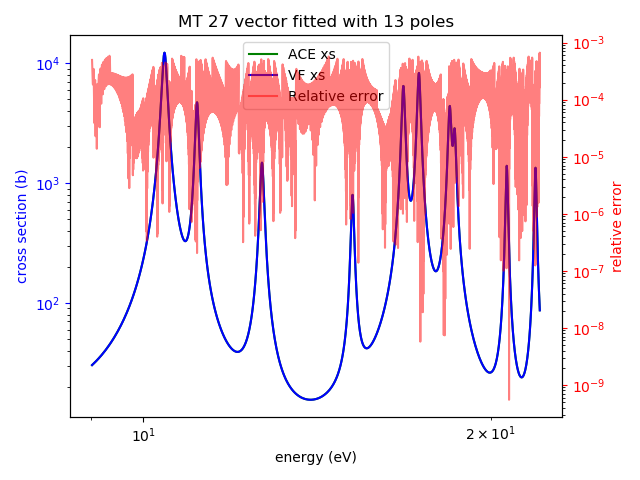 MT 27 vector fitted with 13 poles
ACE xs
VF xs
Relative error
cross section (b)
10⁴
10³
10²
10⁻³
10⁻⁴
10⁻⁵
10⁻⁶
10⁻⁷
10⁻⁸
10⁻⁹
relative error
10¹
2 × 10¹
energy (eV)